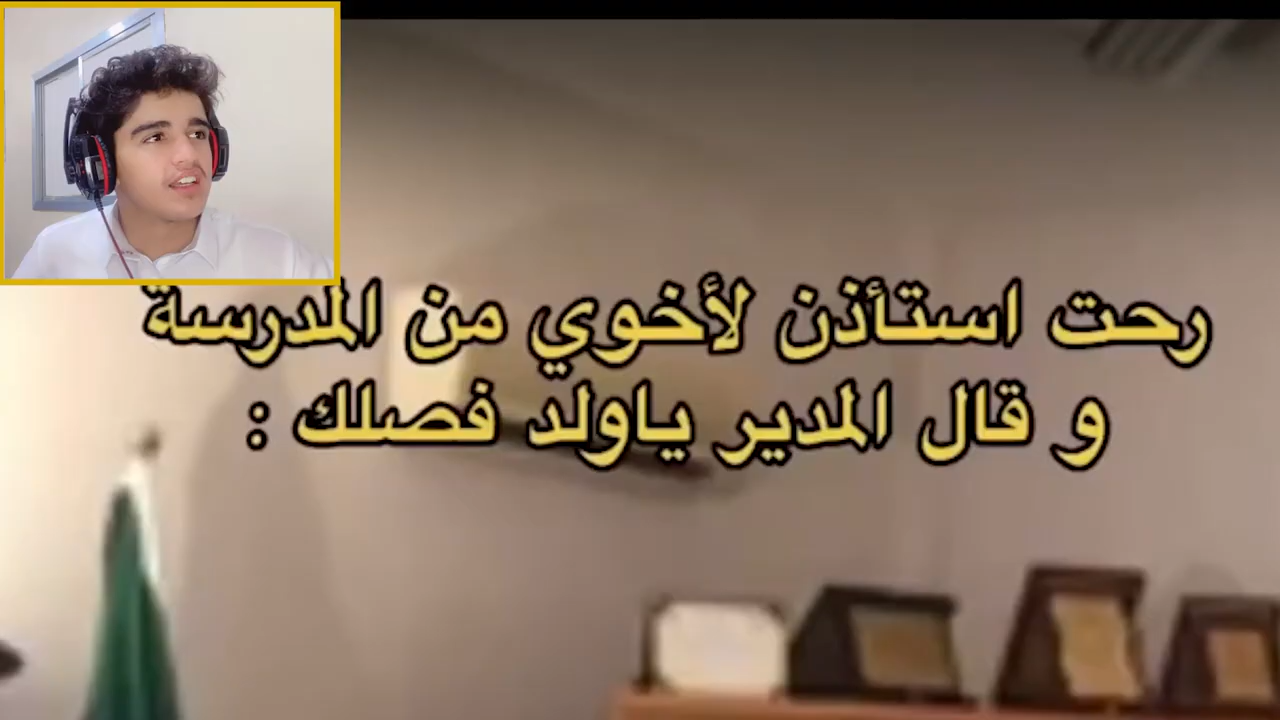 رحت استأذن لأخوي من المدرسة
و قال المدير ياولد فصلك :